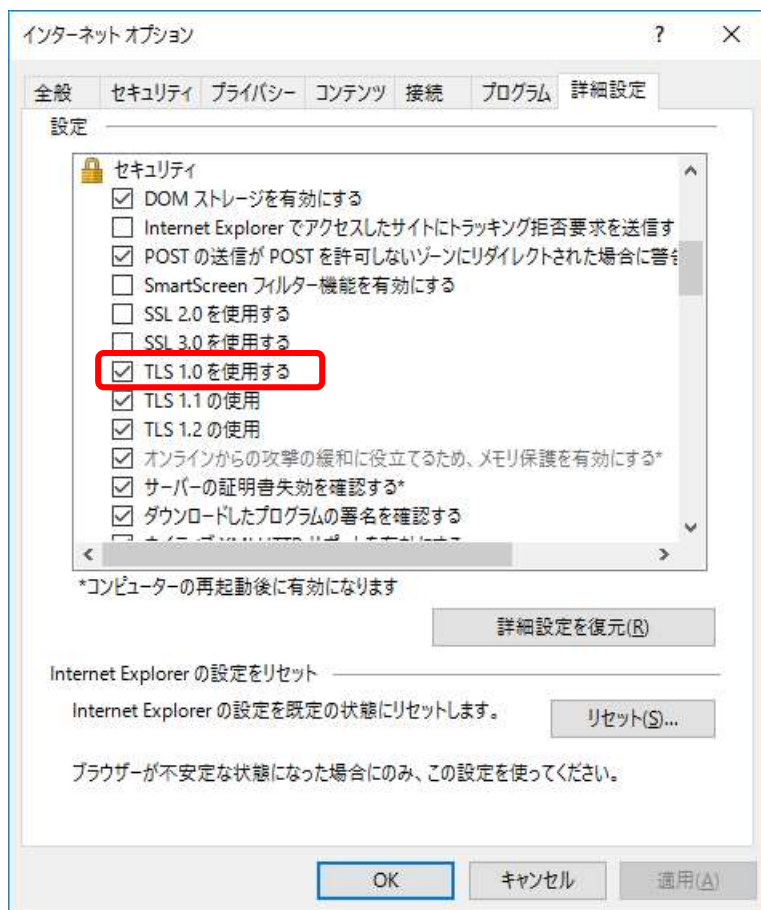 インターネット オプション ? ×
全般 セキュリティ プライバシー コンテンツ 接続 プログラム 詳細設定
設定
セキュリティ
DOM ストレージを有効にする
Internet Explorer でアクセスしたサイトにトラッキング拒否要求を送信す
POST の送信が POST を許可しないゾーンにリダイレクトされた場合に警告
SmartScreen フィルター機能を有効にする
SSL 2.0 を使用する
SSL 3.0 を使用する
TLS 1.0 を使用する
TLS 1.1 の使用
TLS 1.2 の使用
オンラインからの攻撃の緩和に役立てるため、メモリ保護を有効にする*
サーバーの証明書失効を確認する*
ダウンロードしたプログラムの署名を確認する
*コンピューターの再起動後に有効になります
詳細設定を復元(R)
Internet Explorer の設定をリセット
Internet Explorer の設定を既定の状態にリセットします。
リセット(S)...
ブラウザーが不安定な状態になった場合にのみ、この設定を使ってください。
OK キャンセル 適用(A)